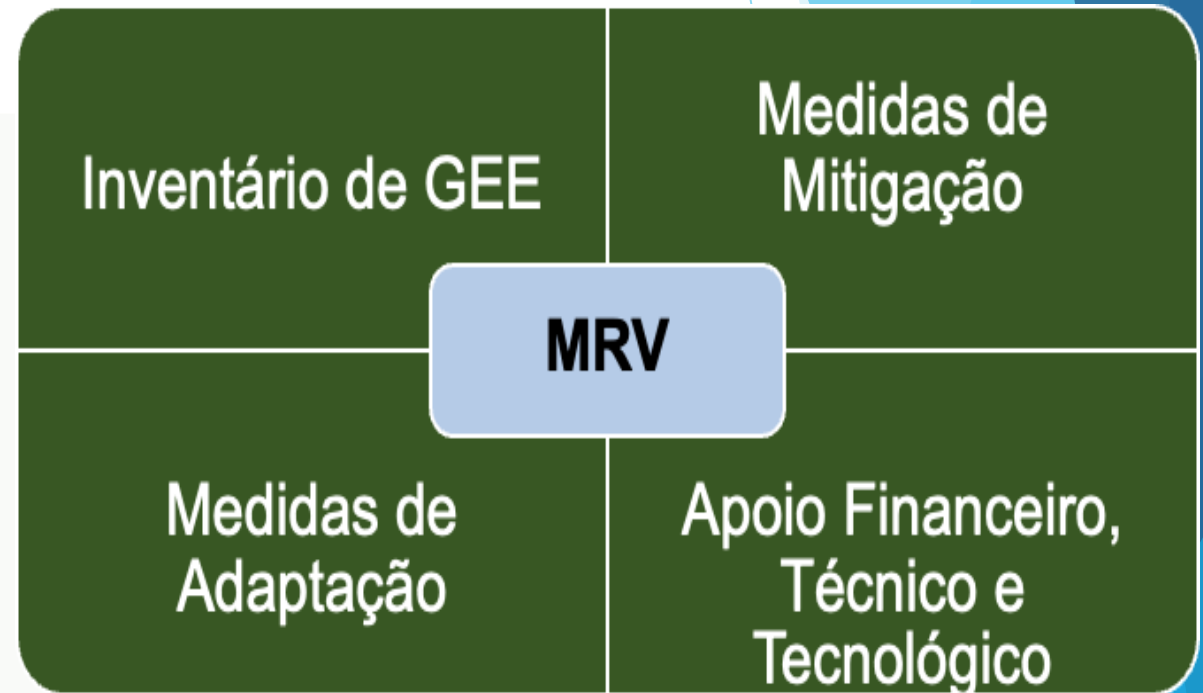 Inventário de GEE
Medidas de
Mitigação
MRV
Medidas de
Adaptação
Apoio Financeiro,
Técnico e
Tecnológico